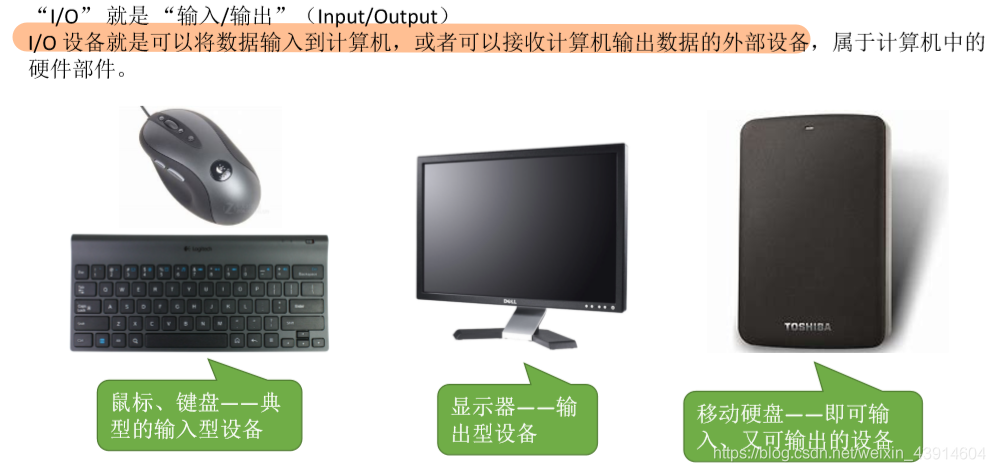 “I/O” 就是 “输入/输出” （Input/Output）
I/O 设备就是可以将数据输入到计算机，或者可以接收计算机输出数据的外部设备，属于计算机中的
硬件部件。
Logitech
DELL
TOSHIBA
鼠标、键盘——典
型的输入型设备
显示器——输
出型设备
移动硬盘——即可输
入、又可输出的设备
https://blog.csdn.net/weixin_43914604